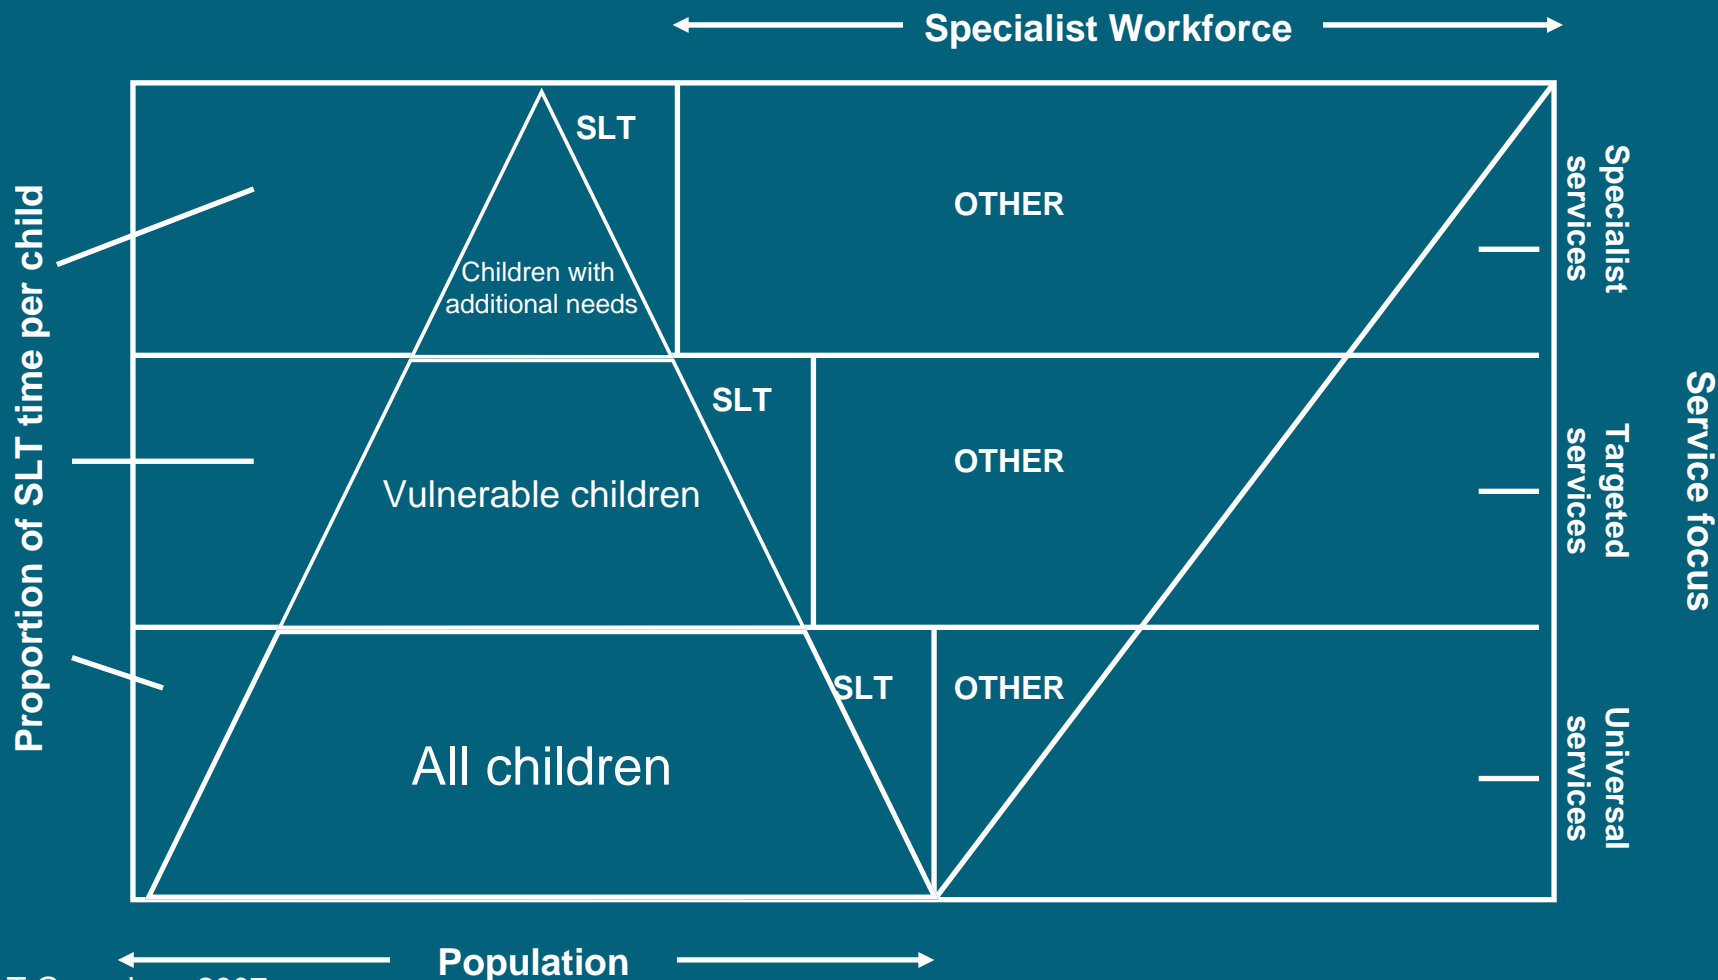 Specialist Workforce
SLT
OTHER
Children with
additional needs
SLT
OTHER
Vulnerable children
SLT
OTHER
All children
Proportion of SLT time per child
Specialist
services
Targeted
services
Universal
services
Service focus
Population